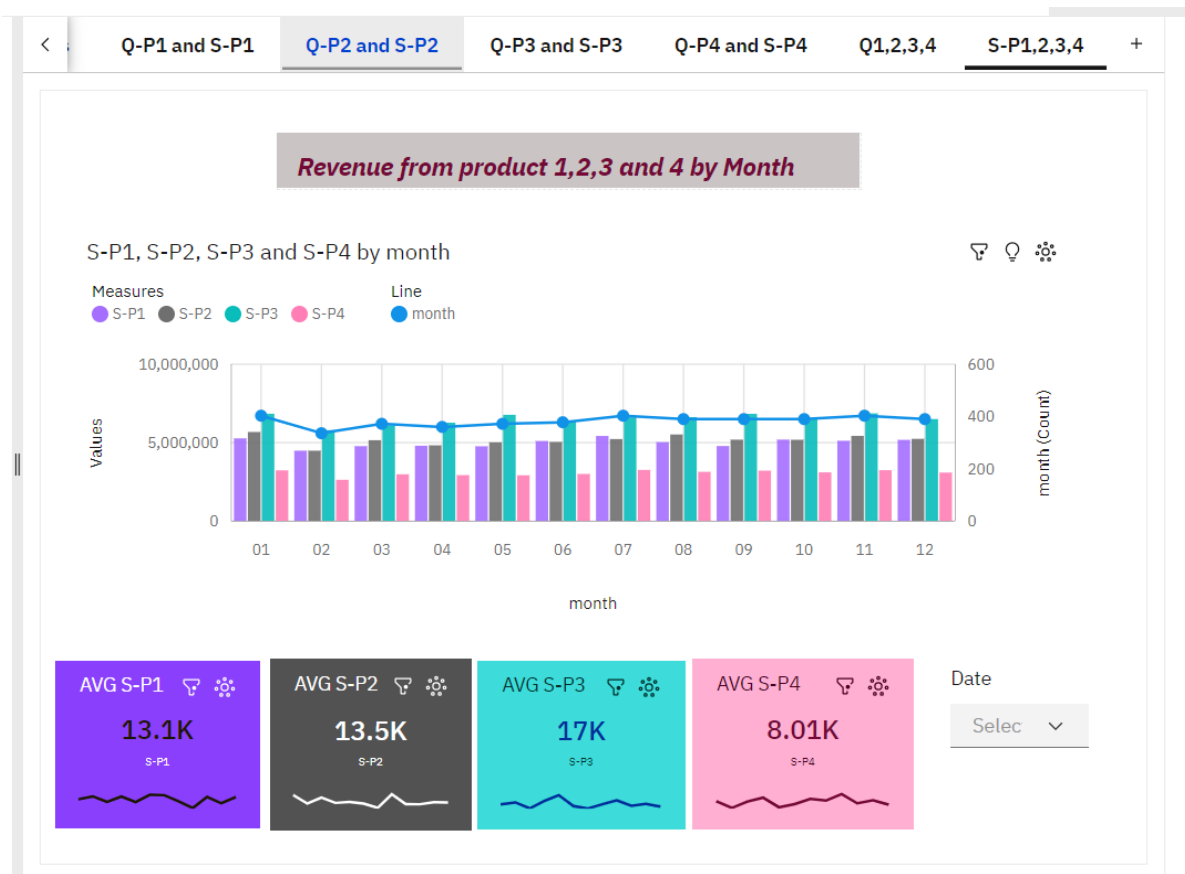 Q-P1 and S-P1 Q-P2 and S-P2 Q-P3 and S-P3 Q-P4 and S-P4 Q1,2,3,4 S-P1,2,3,4 +
Revenue from product 1,2,3 and 4 by Month
S-P1, S-P2, S-P3 and S-P4 by month
Measures Line
S-P1 S-P2 S-P3 S-P4 month
10,000,000 600
5,000,000 400
200
0 0
Values
month (Count)
01 02 03 04 05 06 07 08 09 10 11 12
month
AVG S-P1 AVG S-P2 AVG S-P3 AVG S-P4 Date
13.1K 13.5K 17K 8.01K Selec
S-P1 S-P2 S-P3 S-P4